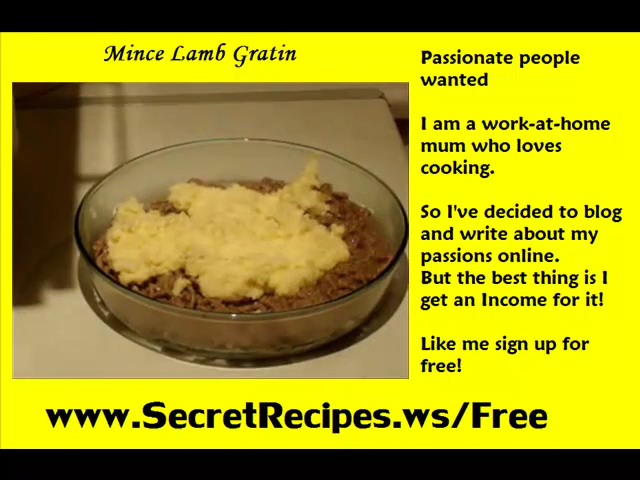 Mince Lamb Gratin
Passionate people
wanted
I am a work-at-home
mum who loves
cooking.
So I've decided to blog
and write about my
passions online.
But the best thing is I
get an Income for it!
Like me sign up for
free!
www.SecretRecipes.ws/Free